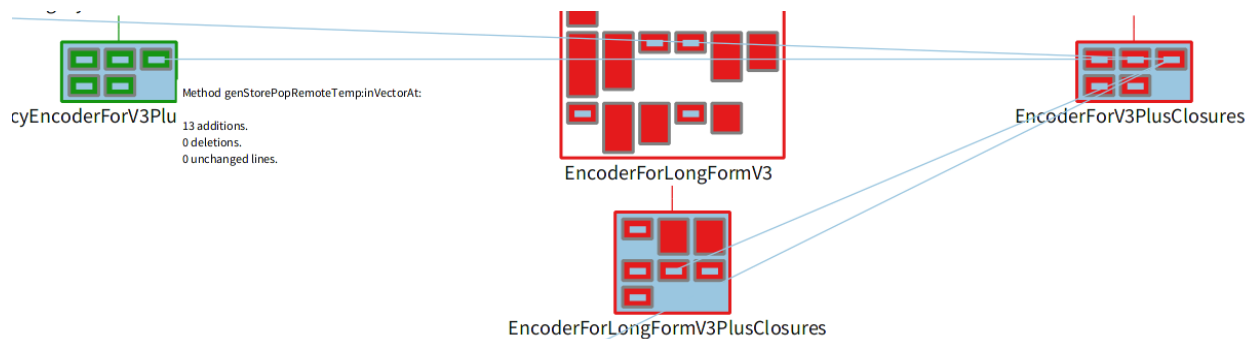 cyEncoderForV3Plu
Method genStorePopRemoteTemp:inVectorAt:
13 additions.
0 deletions.
0 unchanged lines.
EncoderForLongFormV3
EncoderForV3PlusClosures
EncoderForLongFormV3PlusClosures